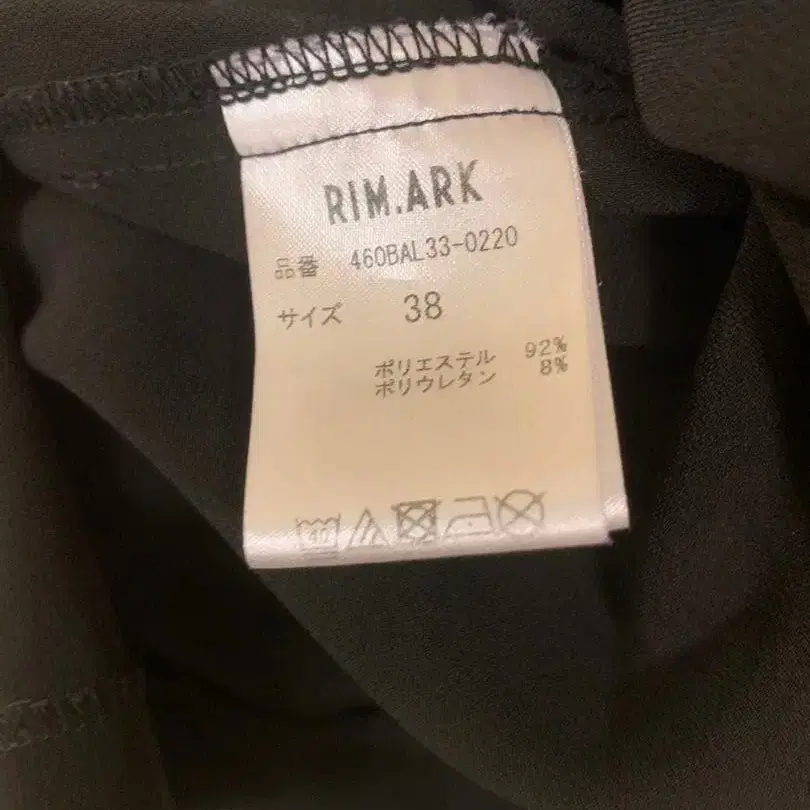 RIM.ARK
品番 460BAL33-0220
サイズ 38
ポリエステル 92%
ポリウレタン 8%